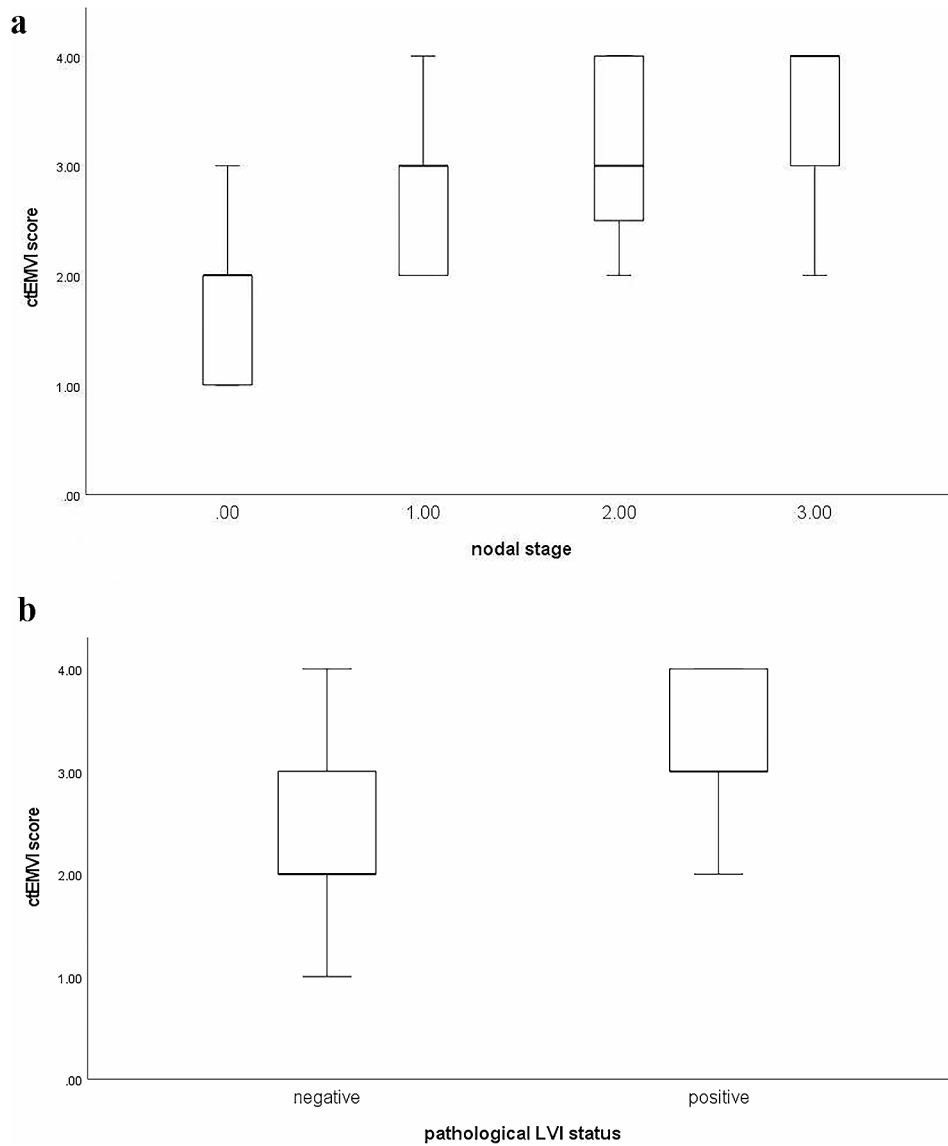 a
4.00
3.00
2.00
1.00
.00
ctEMVI score
.00 1.00 2.00 3.00
nodal stage
b
4.00
3.00
2.00
1.00
.00
ctEMVI score
negative positive
pathological LVI status